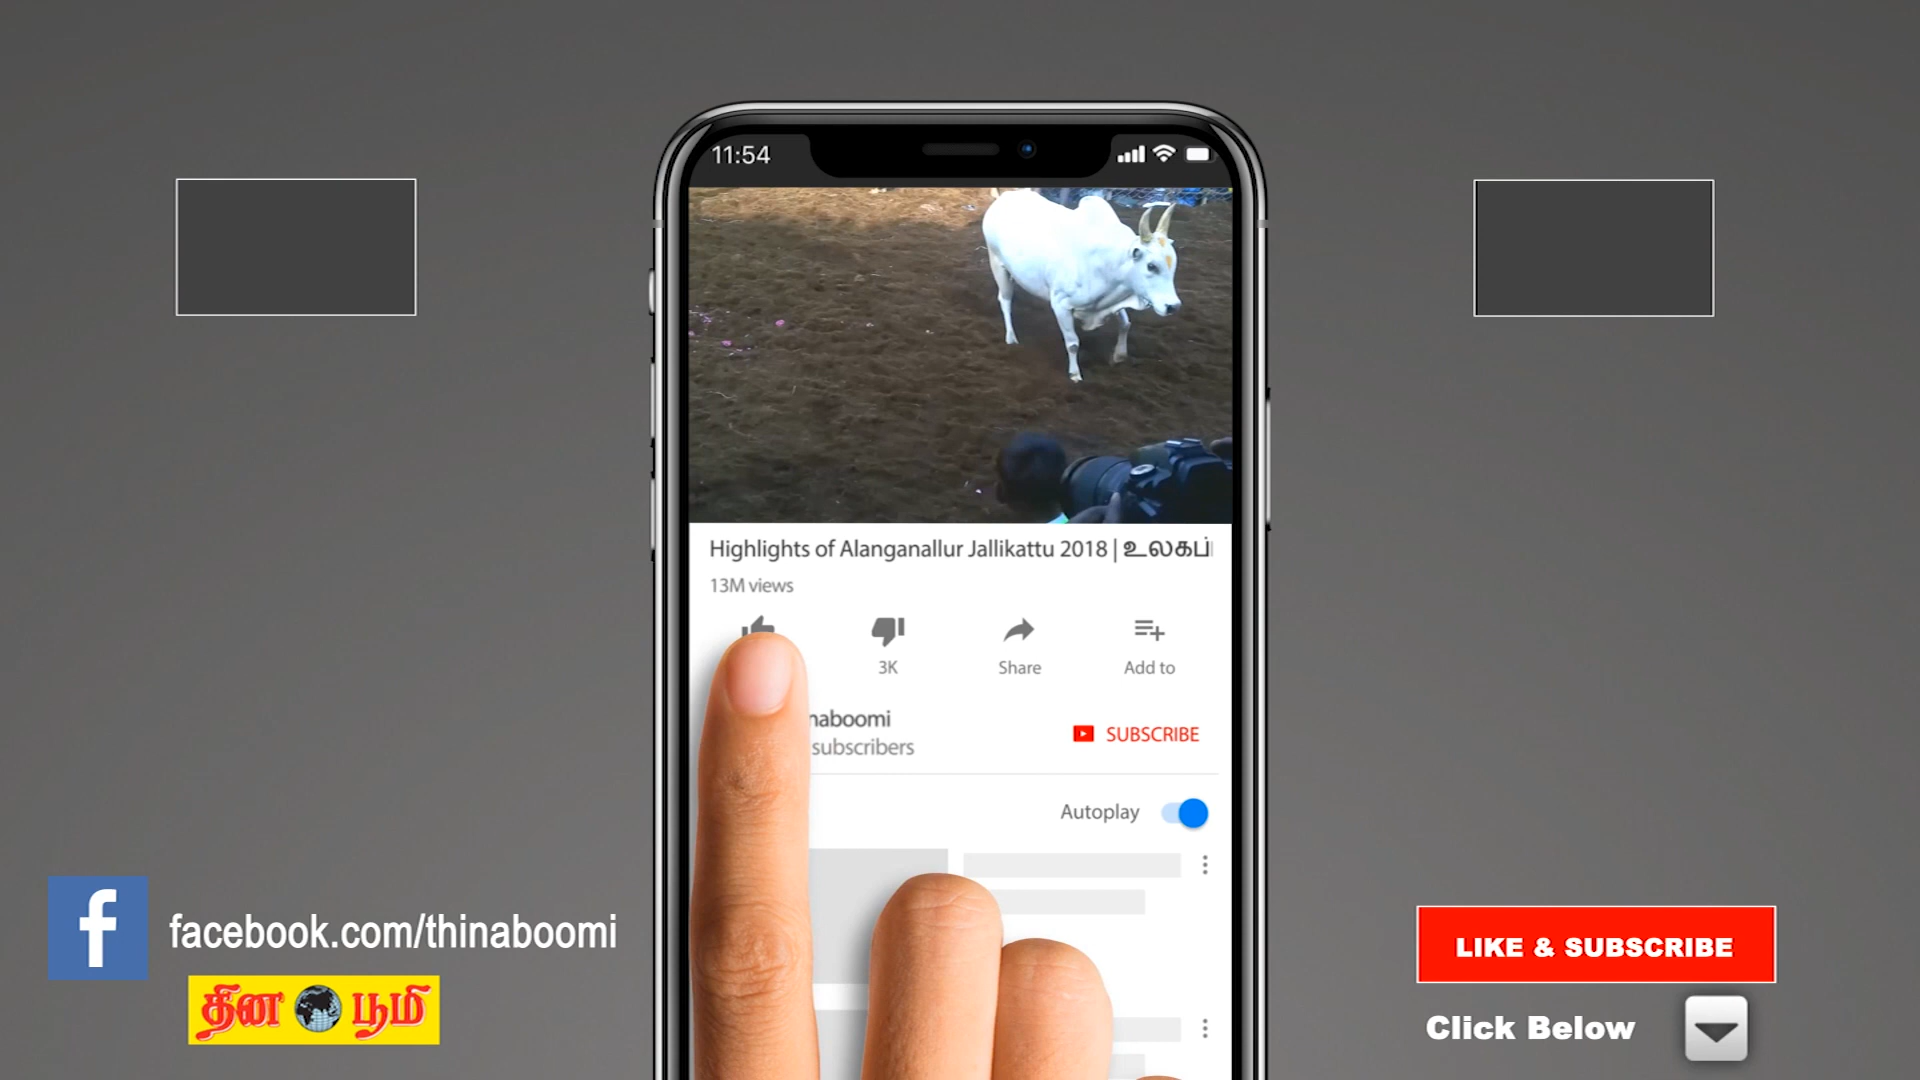 11:54
Highlights of Alanganallur Jallikattu 2018 | உலகப்
13M views
3K
Share
Add to
naboomi
SUBSCRIBE
subscribers
Autoplay
facebook.com/thinaboomi
தின பூமி
LIKE & SUBSCRIBE
Click Below